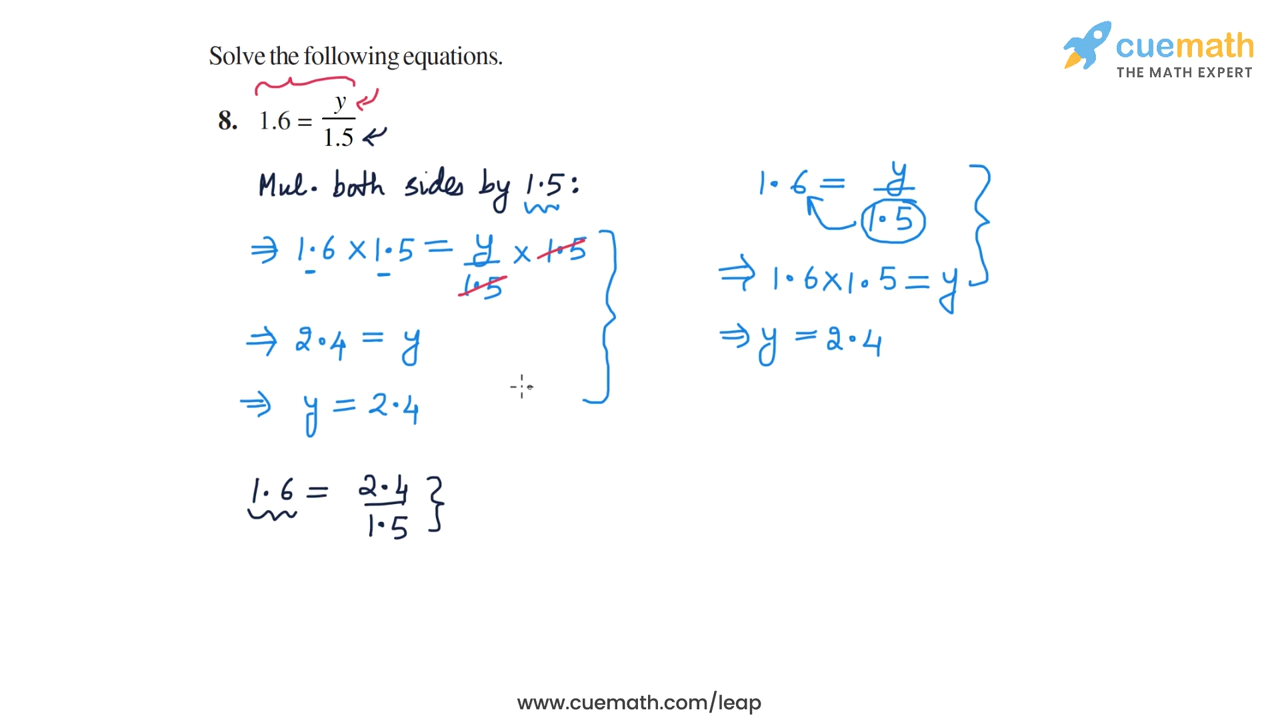 cuemath
THE MATH EXPERT
Solve the following equations.
8. 1.6 = y/1.5
Mul. both sides by 1.5:
⇒ 1.6 × 1.5 = y/1.5 × 1.5
⇒ 2.4 = y
⇒ y = 2.4
1.6 = 2.4/1.5 }
1.6 = y/1.5
⇒ 1.6 × 1.5 = y
⇒ y = 2.4
www.cuemath.com/leap